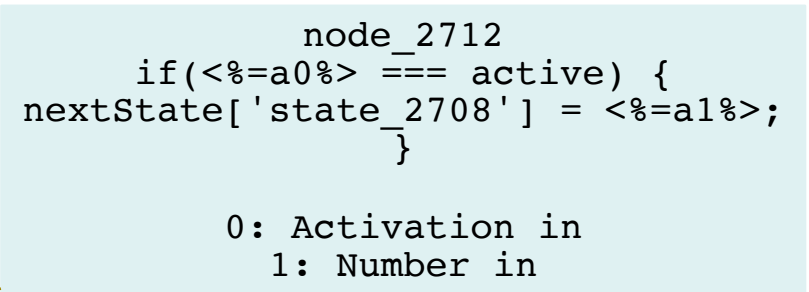 node_2712
if(<%=a0%> === active) {
nextState['state_2708'] = <%=a1%>;
}
0: Activation in
1: Number in